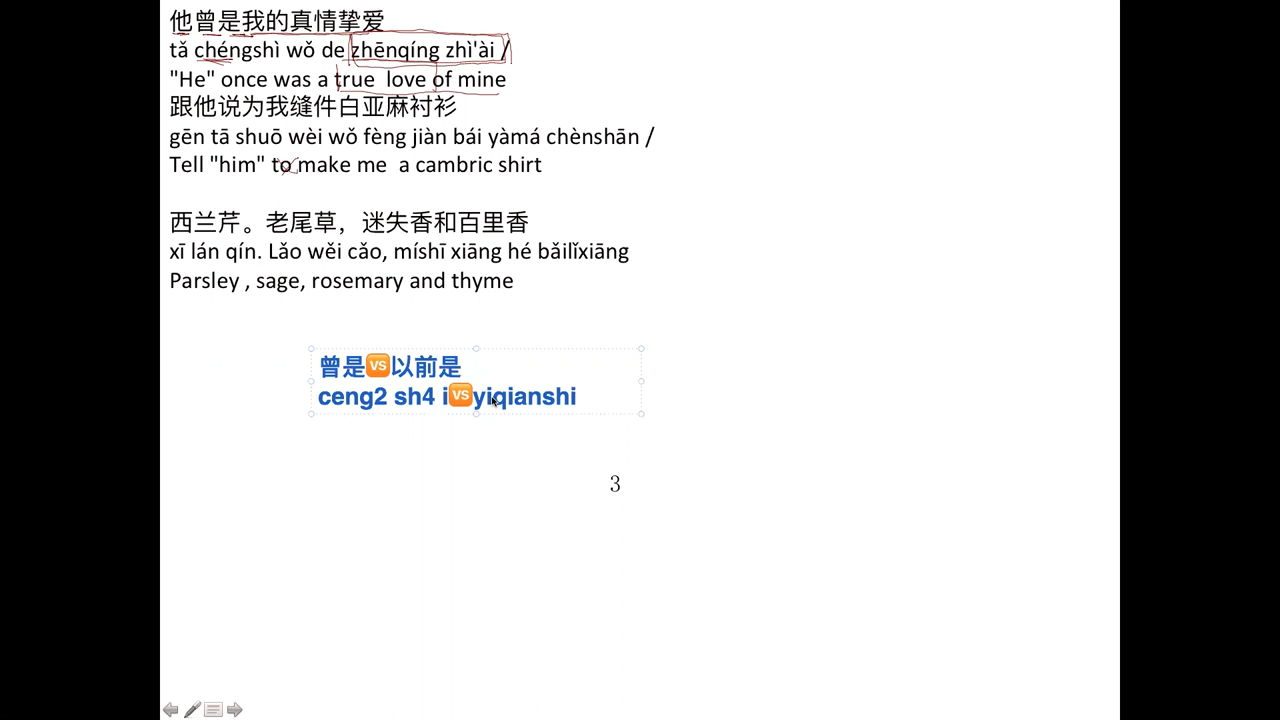 他曾是我的真情挚爱
tǎ chéngshì wǒ de zhēnqíng zhì'ài /
"He" once was a true love of mine
跟他说为我缝件白亚麻衬衫
gēn tā shuō wèi wǒ fèng jiàn bái yàmá chènshān /
Tell "him" to make me a cambric shirt
西兰芹。老尾草，迷失香和百里香
xī lán qín. Lǎo wěi cǎo, míshī xiāng hé bǎilǐxiāng
Parsley , sage, rosemary and thyme
曾是🆚以前是
ceng2 sh4 i🆚yiqianshi
3